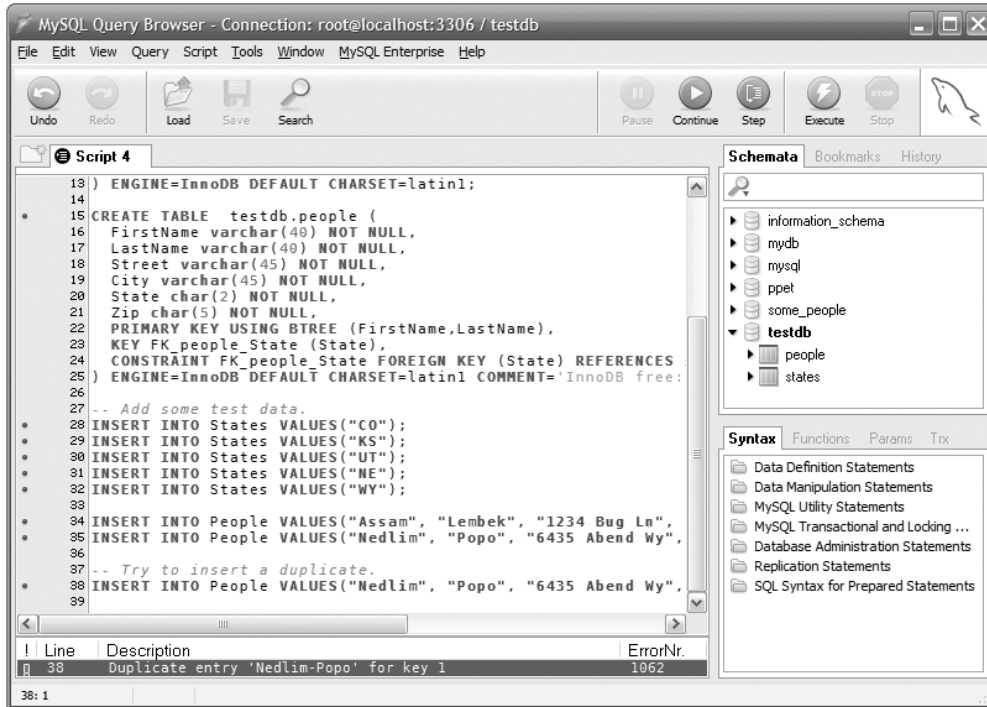 MySQL Query Browser - Connection: root@localhost:3306 / testdb
File Edit View Query Script Tools Window MySQL Enterprise Help
Undo Redo Load Save Search Pause Continue Step Execute Stop
Script 4
13 ) ENGINE=InnoDB DEFAULT CHARSET=latin1;
14
15 CREATE TABLE testdb.people (
16 FirstName varchar(40) NOT NULL,
17 LastName varchar(40) NOT NULL,
18 Street varchar(45) NOT NULL,
19 City varchar(45) NOT NULL,
20 State char(2) NOT NULL,
21 Zip char(5) NOT NULL,
22 PRIMARY KEY USING BTREE (FirstName,LastName),
23 KEY FK_people_State (State),
24 CONSTRAINT FK_people_State FOREIGN KEY (State) REFERENCES
25 ) ENGINE=InnoDB DEFAULT CHARSET=latin1 COMMENT='InnoDB free:
26
27 -- Add some test data.
28 INSERT INTO States VALUES("CO");
29 INSERT INTO States VALUES("KS");
30 INSERT INTO States VALUES("UT");
31 INSERT INTO States VALUES("NE");
32 INSERT INTO States VALUES("WY");
33
34 INSERT INTO People VALUES("Assam", "Lembek", "1234 Bug Ln",
35 INSERT INTO People VALUES("Nedlim", "Popo", "6435 Abend Wy",
36
37 -- Try to insert a duplicate.
38 INSERT INTO People VALUES("Nedlim", "Popo", "6435 Abend Wy",
39
! Line Description ErrorNr.
38 Duplicate entry 'Nedlim-Popo' for key 1 1062
38: 1
Schemata Bookmarks History
information_schema
mydb
mysql
ppet
some_people
testdb
people
states
Syntax Functions Params Trx
Data Definition Statements
Data Manipulation Statements
MySQL Utility Statements
MySQL Transactional and Locking ...
Database Administration Statements
Replication Statements
SQL Syntax for Prepared Statements